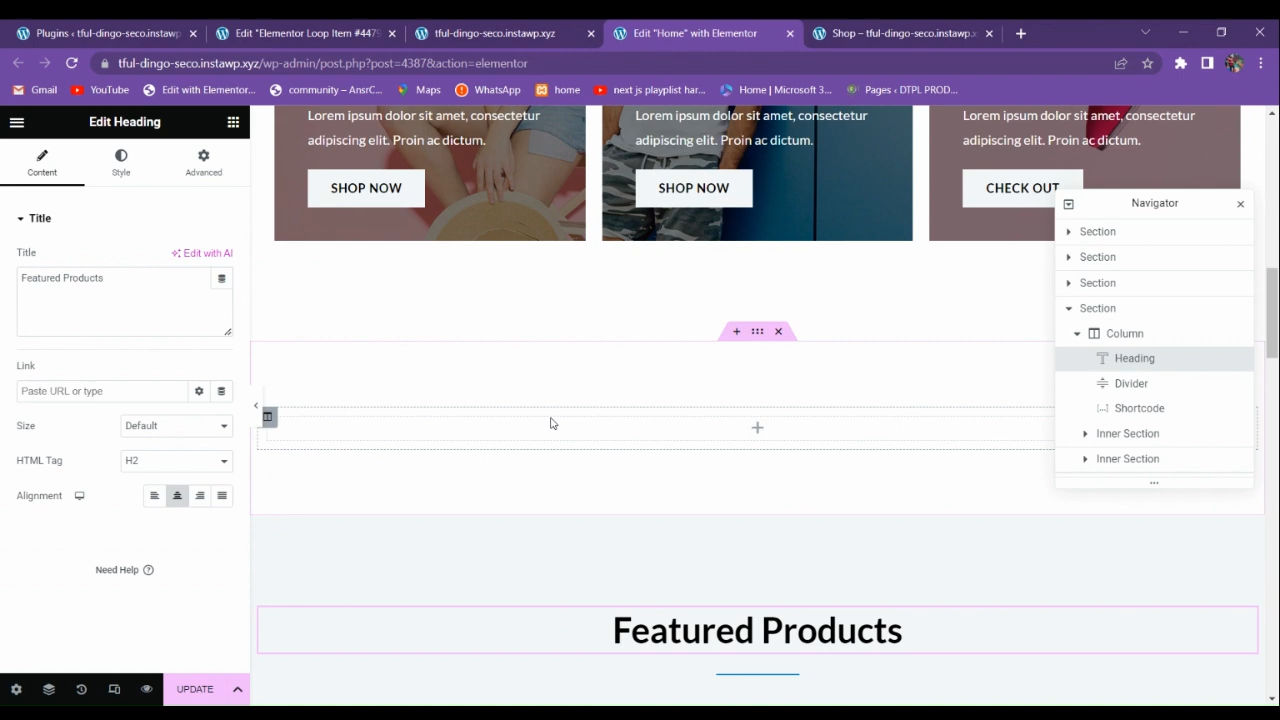 Plugins ‹ tful-dingo-seco.instawp
Edit "Elementor Loop Item #4475
tful-dingo-seco.instawp.xyz
Edit "Home" with Elementor
Shop – tful-dingo-seco.instawp.x
tful-dingo-seco.instawp.xyz/wp-admin/post.php?post=4387&action=elementor
Gmail
YouTube
Edit with Elementor...
community – AnsrC...
Maps
WhatsApp
home
next js playlist har...
Home | Microsoft 3...
Pages ‹ DTPL PROD...
Edit Heading
Content
Style
Advanced
Title
Title
Edit with AI
Featured Products
Link
Paste URL or type
Size
Default
HTML Tag
H2
Alignment
Need Help
UPDATE
Lorem ipsum dolor sit amet, consectetur
adipiscing elit. Proin ac dictum.
SHOP NOW
Lorem ipsum dolor sit amet, consectetur
adipiscing elit. Proin ac dictum.
SHOP NOW
Lorem ipsum dolor sit amet, consectetur
adipiscing elit. Proin ac dictum.
CHECK OUT
Navigator
Section
Section
Section
Section
Column
Heading
Divider
Shortcode
Inner Section
Inner Section
Featured Products